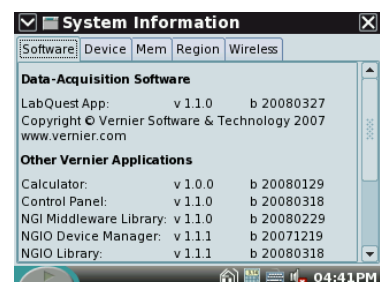 System Information
Software Device Mem Region Wireless
Data-Acquisition Software
LabQuest App: v 1.1.0 b 20080327
Copyright © Vernier Software & Technology 2007
www.vernier.com
Other Vernier Applications
Calculator: v 1.0.0 b 20080129
Control Panel: v 1.1.0 b 20080318
NGI Middleware Library: v 1.1.0 b 20080229
NGIO Device Manager: v 1.1.1 b 20071219
NGIO Library: v 1.1.1 b 20080318
04:41PM